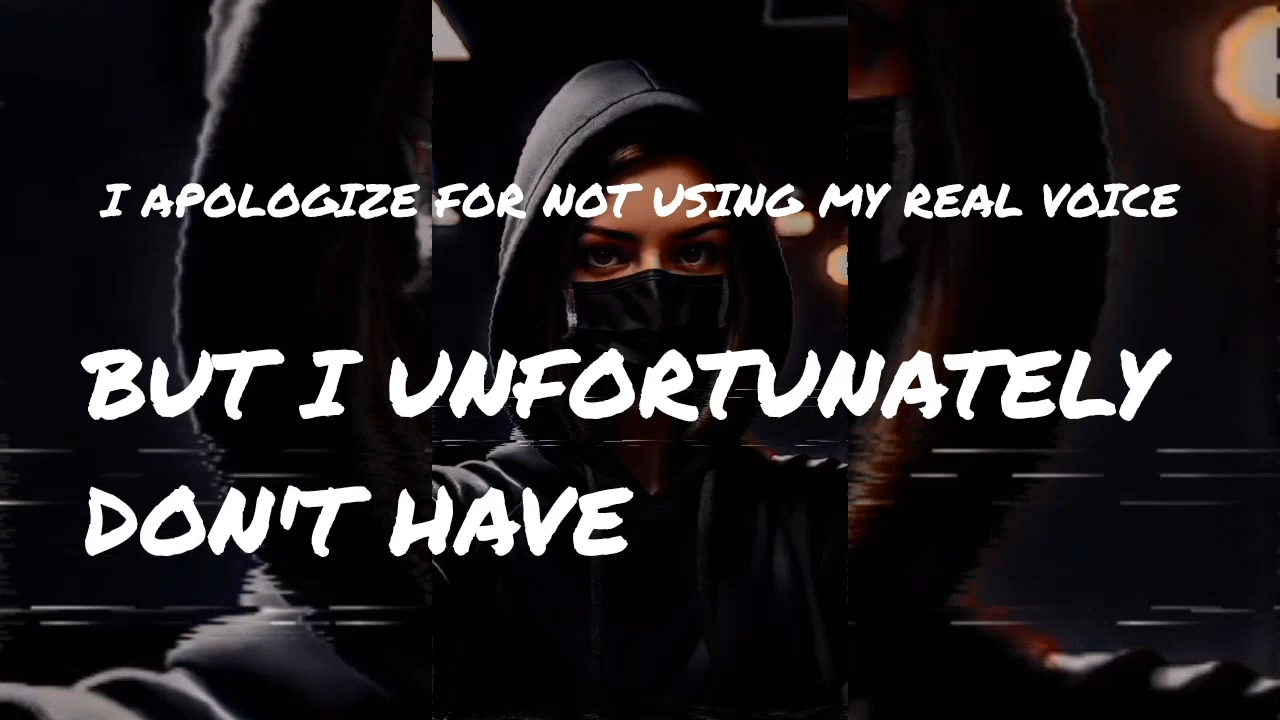 I APOLOGIZE FOR NOT USING MY REAL VOICE
BUT I UNFORTUNATELY
DON'T HAVE